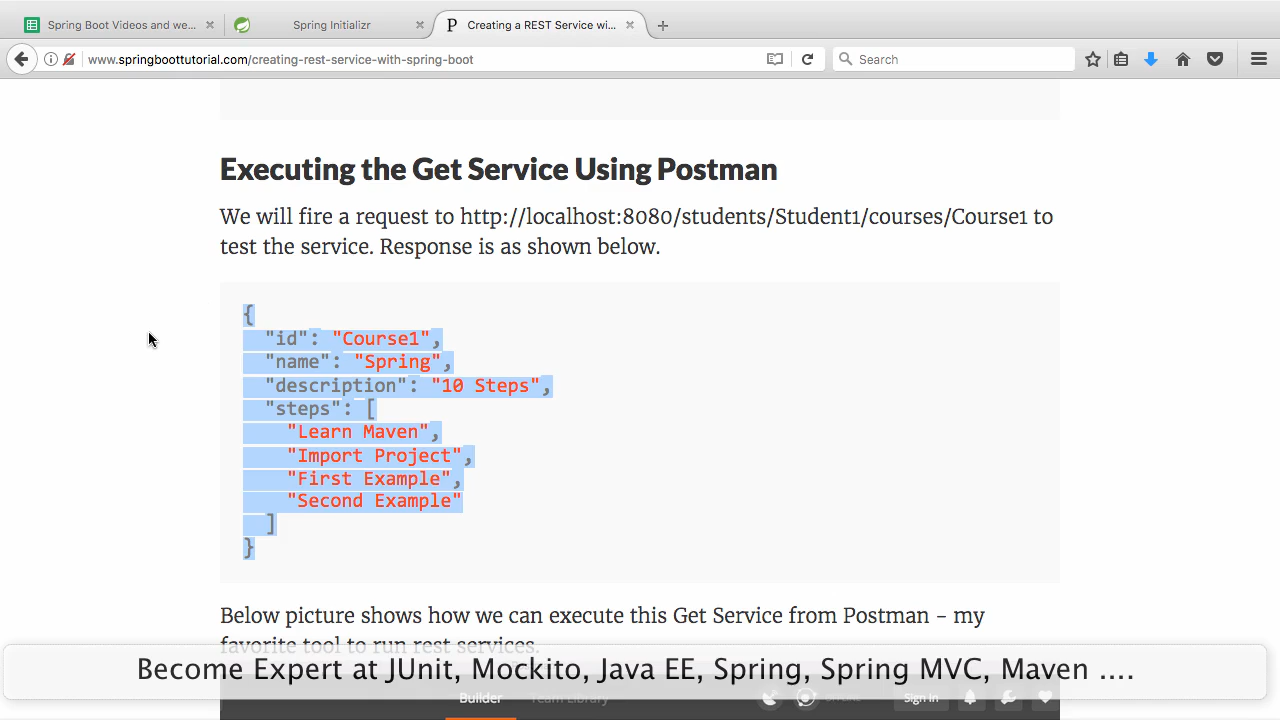 Spring Boot Videos and we...
Spring Initializr
P Creating a REST Service wi...
www.springboottutorial.com/creating-rest-service-with-spring-boot
Search
Executing the Get Service Using Postman
We will fire a request to http://localhost:8080/students/Student1/courses/Course1 to
test the service. Response is as shown below.
{
"id": "Course1",
"name": "Spring",
"description": "10 Steps",
"steps": [
"Learn Maven",
"Import Project",
"First Example",
"Second Example"
]
}
Below picture shows how we can execute this Get Service from Postman – my
favorite tool to run rest services.
Become Expert at JUnit, Mockito, Java EE, Spring, Spring MVC, Maven ....
Builder Team Library Sign In